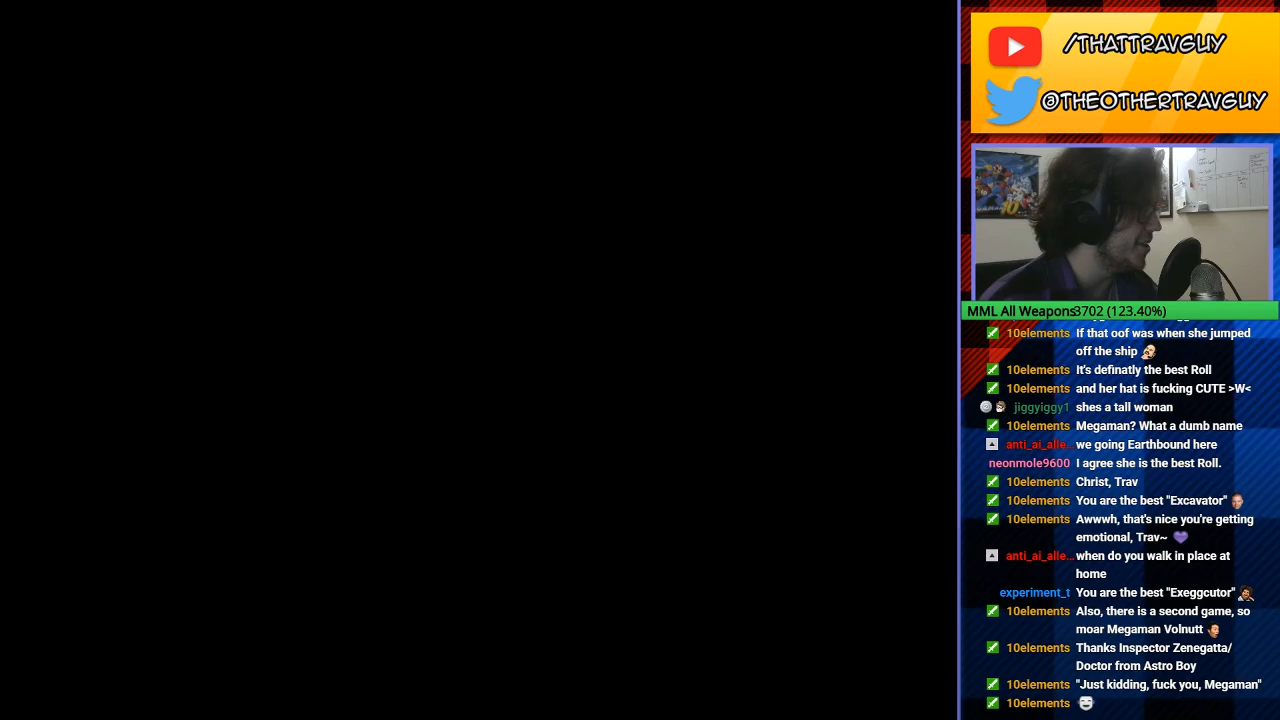 /THATTRAVGUY
@THEOTHERTRAVGUY
10
MML All Weapons3702 (123.40%)
10elements If that oof was when she jumped
off the ship
10elements It's definatly the best Roll
10elements and her hat is fucking CUTE >W<
jiggyiggy1 shes a tall woman
10elements Megaman? What a dumb name
anti_ai_alle... we going Earthbound here
neonmole9600 I agree she is the best Roll.
10elements Christ, Trav
10elements You are the best "Excavator"
10elements Awwwh, that's nice you're getting
emotional, Trav~
anti_ai_alle... when do you walk in place at
home
experiment_t You are the best "Exeggcutor"
10elements Also, there is a second game, so
moar Megaman Volnutt
10elements Thanks Inspector Zenegatta/
Doctor from Astro Boy
10elements "Just kidding, fuck you, Megaman"
10elements